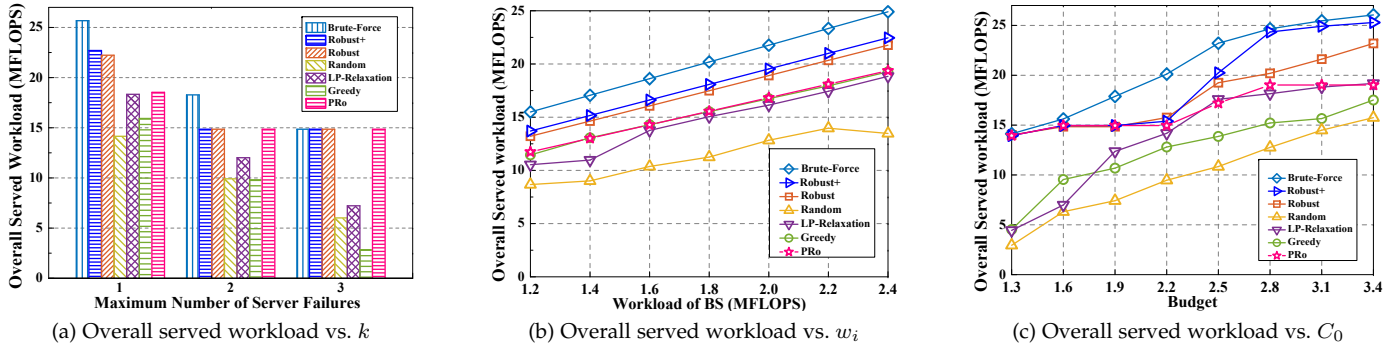 Overall Served Workload (MFLOPS)
25
20
15
10
5
0
Brute-Force
Robust+
Robust
Random
LP-Relaxation
Greedy
PRo
1 2 3
Maximum Number of Server Failures
(a) Overall served workload vs. k
Overall Served workload (MFLOPS)
25
20
15
10
5
0
Brute-Force
Robust+
Robust
Random
LP-Relaxation
Greedy
PRo
1.2 1.4 1.6 1.8 2.0 2.2 2.4
Workload of BS (MFLOPS)
(b) Overall served workload vs. w_i
Overall Served workload (MFLOPS)
25
20
15
10
5
0
Brute-Force
Robust+
Robust
Random
LP-Relaxation
Greedy
PRo
1.3 1.6 1.9 2.2 2.5 2.8 3.1 3.4
Budget
(c) Overall served workload vs. C_0